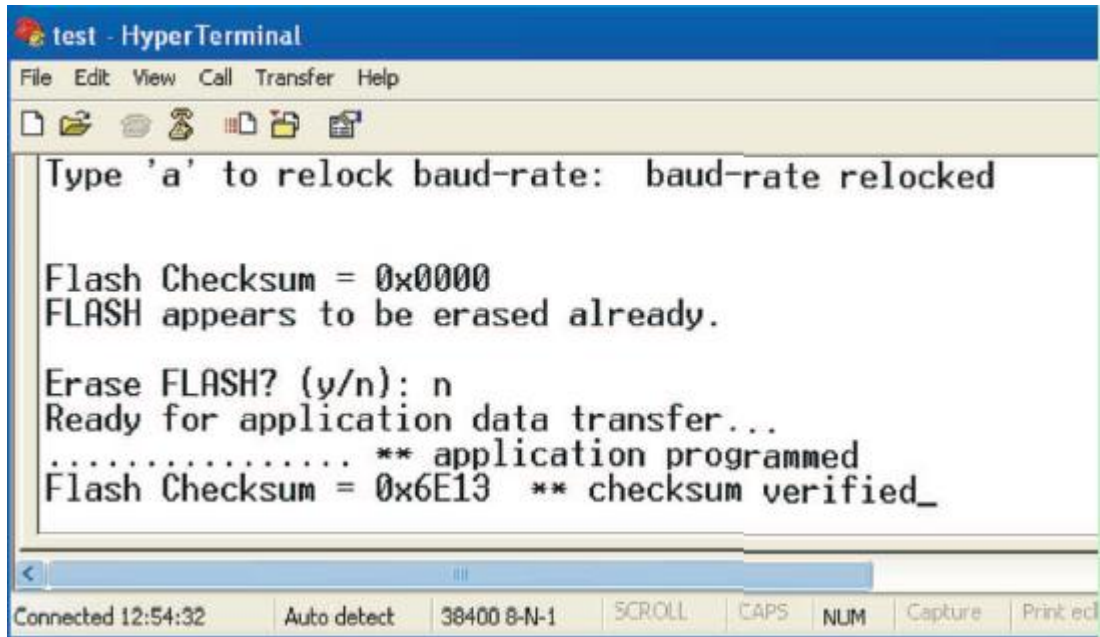 test - HyperTerminal
File Edit View Call Transfer Help
Type 'a' to relock baud-rate:  baud-rate relocked
Flash Checksum = 0x0000
FLASH appears to be erased already.
Erase FLASH? (y/n): n
Ready for application data transfer...
................ ** application programmed
Flash Checksum = 0x6E13  ** checksum verified_
Connected 12:54:32 Auto detect 38400 8-N-1 SCROLL CAPS NUM Capture Print